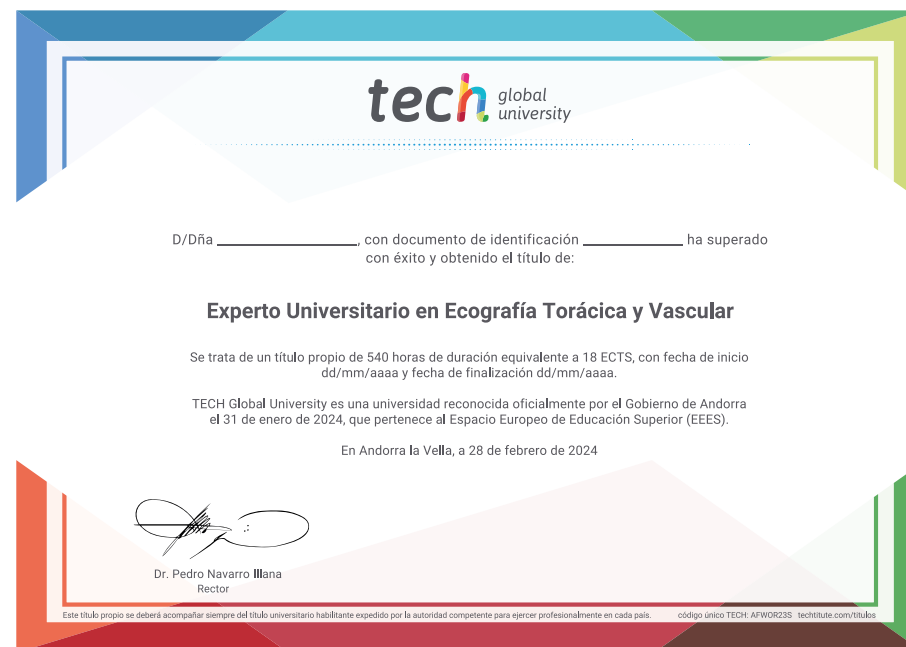 tech global university
D/Dña ____________, con documento de identificación ____________ ha superado
con éxito y obtenido el título de:
Experto Universitario en Ecografía Torácica y Vascular
Se trata de un título propio de 540 horas de duración equivalente a 18 ECTS, con fecha de inicio
dd/mm/aaaa y fecha de finalización dd/mm/aaaa.
TECH Global University es una universidad reconocida oficialmente por el Gobierno de Andorra
el 31 de enero de 2024, que pertenece al Espacio Europeo de Educación Superior (EEES).
En Andorra la Vella, a 28 de febrero de 2024
Dr. Pedro Navarro Illana
Rector
Este título propio se deberá acompañar siempre del título universitario habilitante expedido por la autoridad competente para ejercer profesionalmente en cada país. código único TECH: AFWOR23S techtitute.com/titulos